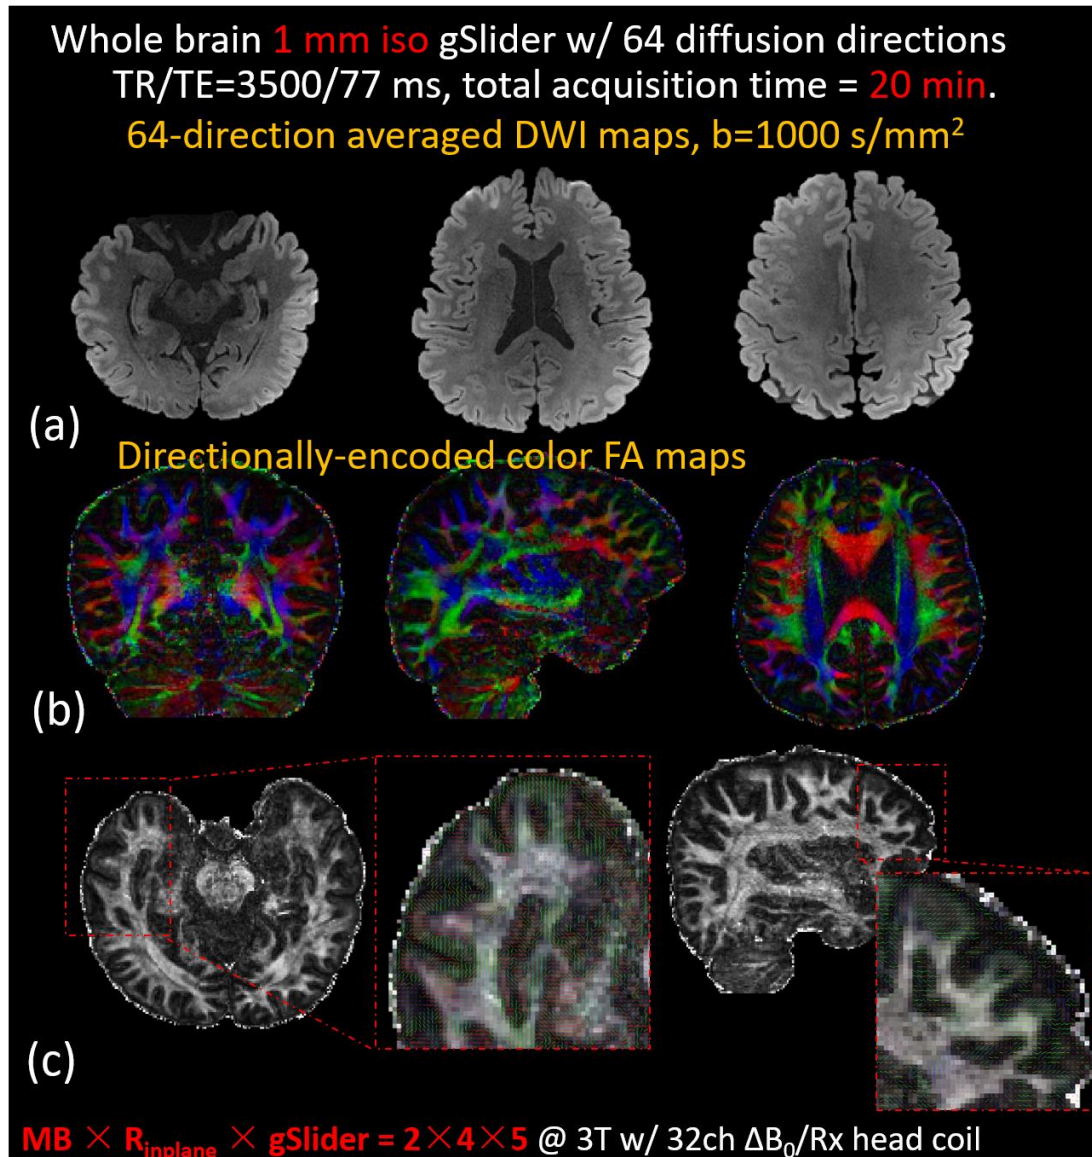 Whole brain 1 mm iso gSlider w/ 64 diffusion directions
TR/TE=3500/77 ms, total acquisition time = 20 min.
64-direction averaged DWI maps, b=1000 s/mm²
(a)
Directionally-encoded color FA maps
(b)
(c)
MB × Rinplane × gSlider = 2×4×5 @ 3T w/ 32ch ΔB₀/Rx head coil